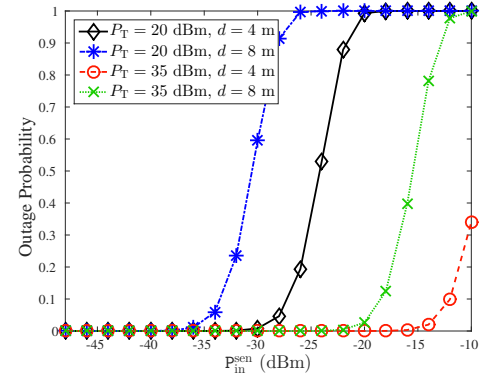 P_T = 20 dBm, d = 4 m
P_T = 20 dBm, d = 8 m
P_T = 35 dBm, d = 4 m
P_T = 35 dBm, d = 8 m
Outage Probability
1
0.9
0.8
0.7
0.6
0.5
0.4
0.3
0.2
0.1
0
-45 -40 -35 -30 -25 -20 -15 -10
P_in^sen (dBm)